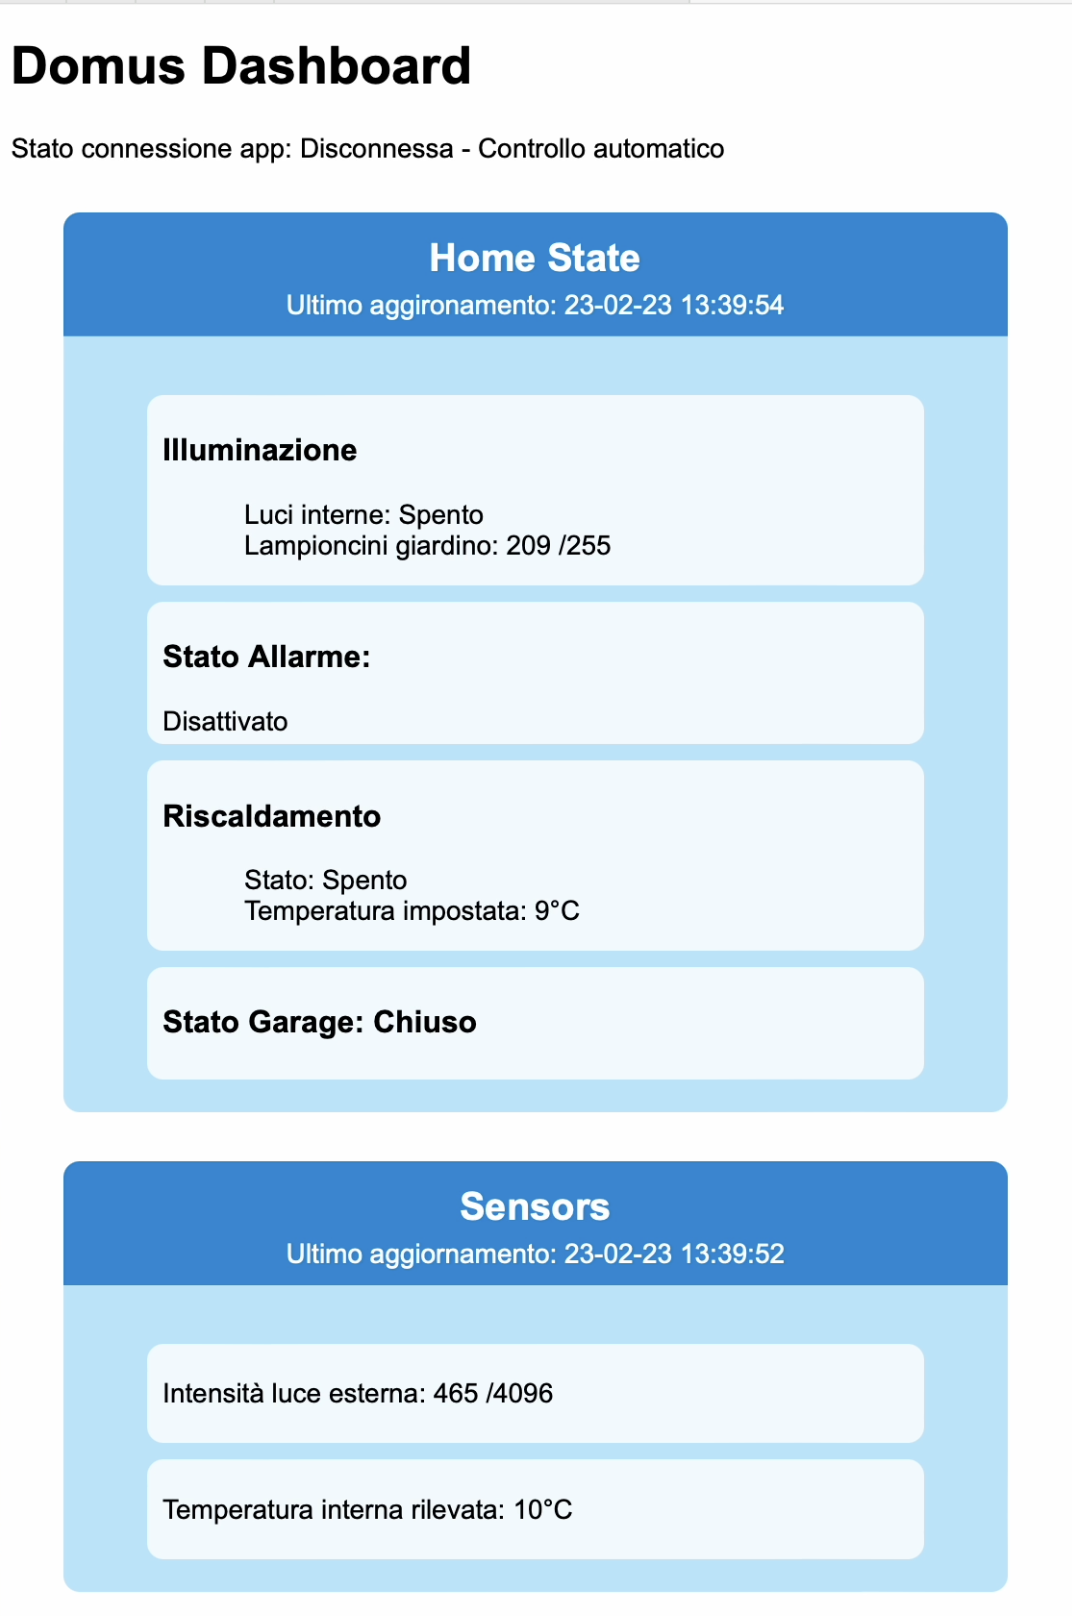 Domus Dashboard
Stato connessione app: Disconnessa - Controllo automatico
Home State
Ultimo aggironamento: 23-02-23 13:39:54
Illuminazione
Luci interne: Spento
Lampioncini giardino: 209 /255
Stato Allarme:
Disattivato
Riscaldamento
Stato: Spento
Temperatura impostata: 9°C
Stato Garage: Chiuso
Sensors
Ultimo aggiornamento: 23-02-23 13:39:52
Intensità luce esterna: 465 /4096
Temperatura interna rilevata: 10°C